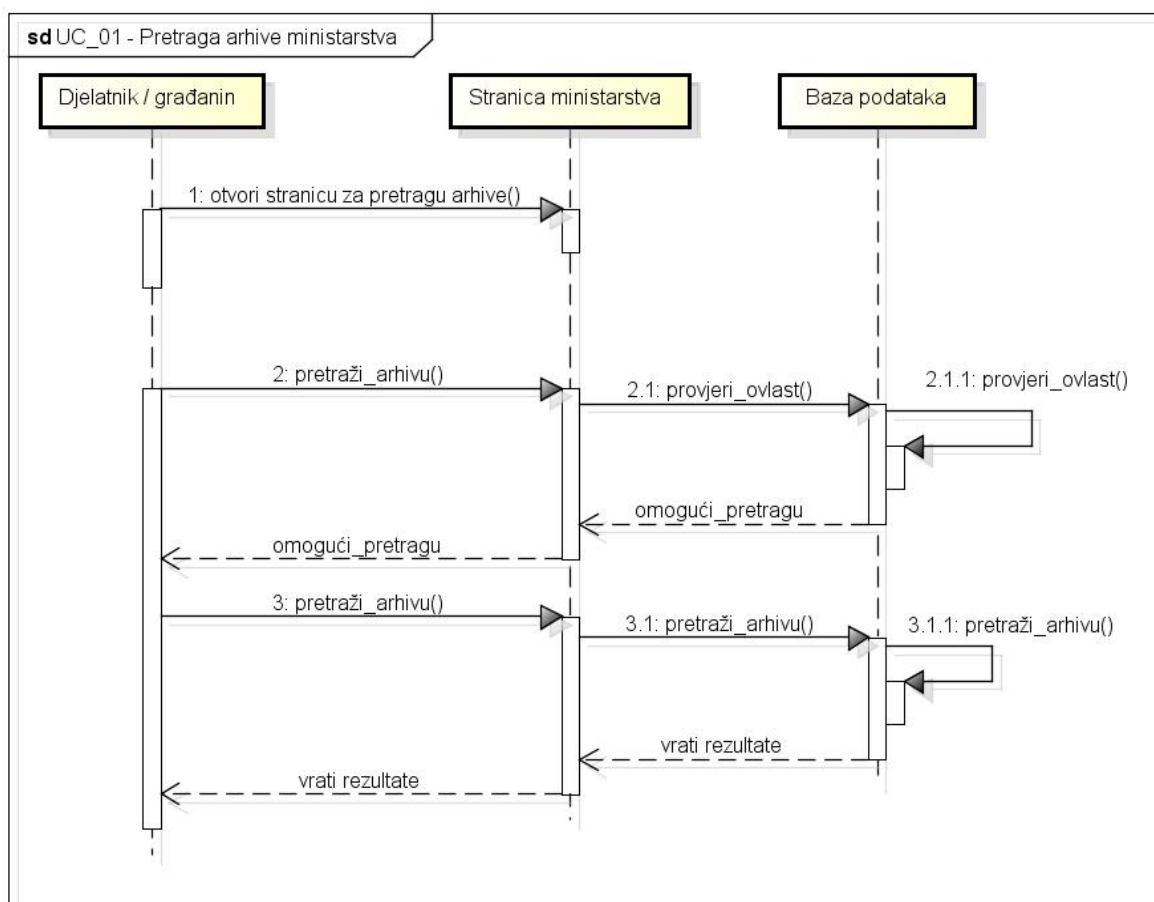 sd UC_01 - Pretraga arhive ministarstva
Djelatnik / građanin
Stranica ministarstva
Baza podataka
1: otvori stranicu za pretragu arhive()
2: pretraži_arhivu()
2.1: provjeri_ovlast()
2.1.1: provjeri_ovlast()
omogući_pretragu
omogući_pretragu
3: pretraži_arhivu()
3.1: pretraži_arhivu()
3.1.1: pretraži_arhivu()
vrati rezultate
vrati rezultate